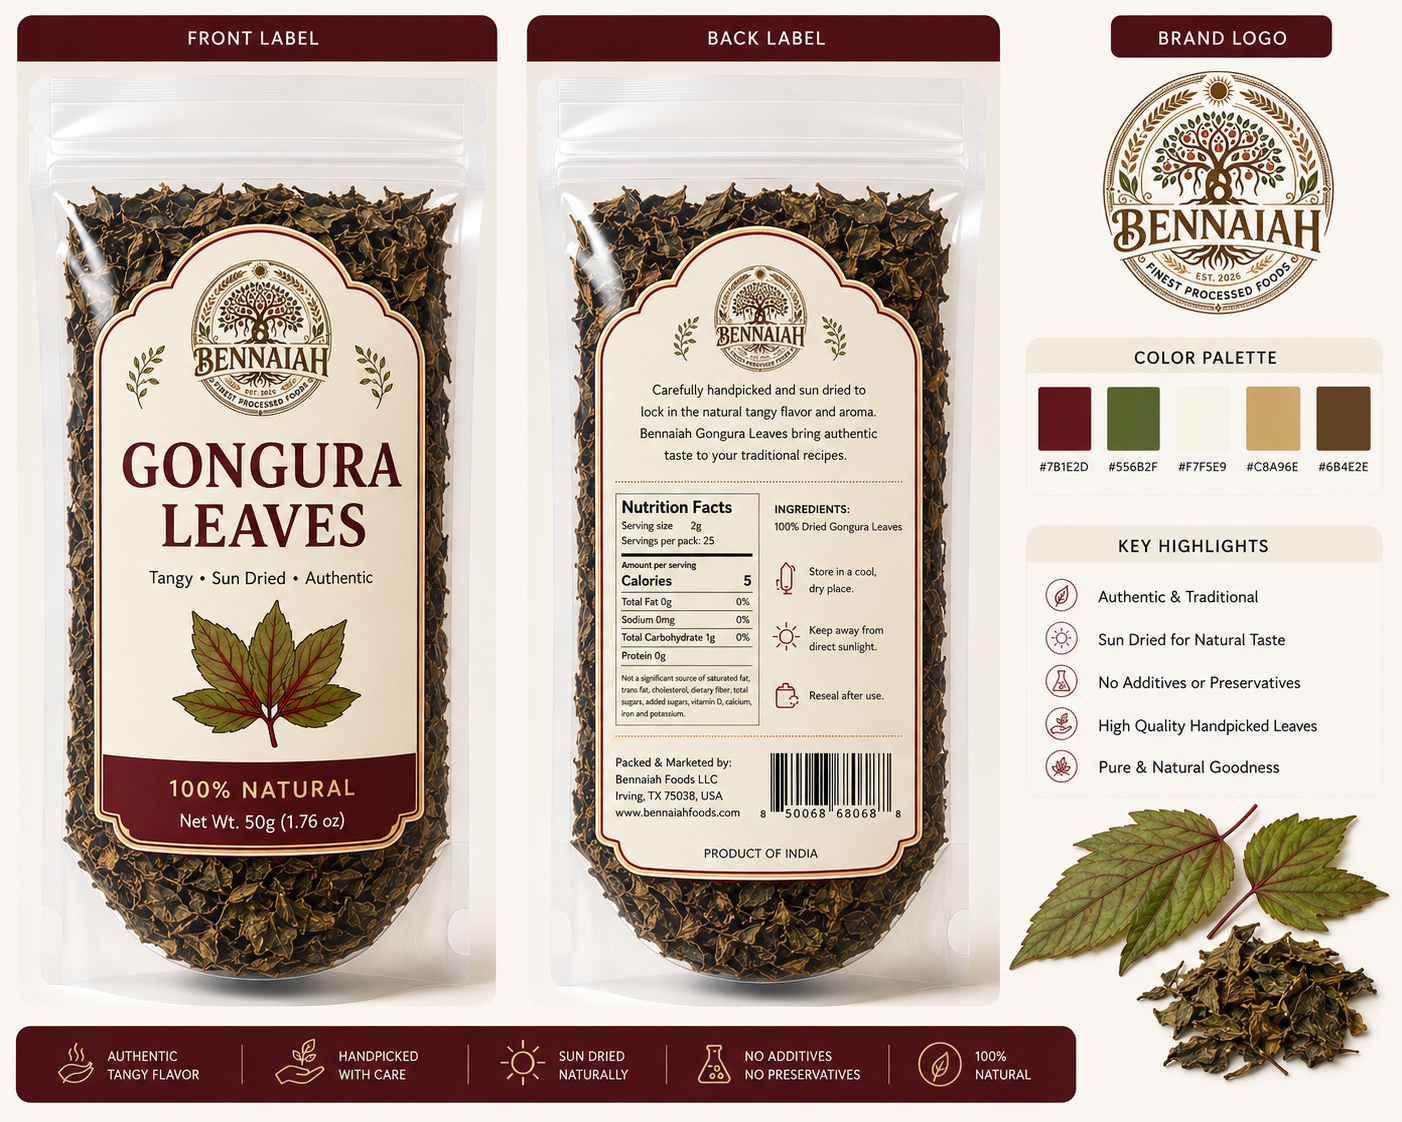 FRONT LABEL
BENNAIAH
EST. 2026
FINEST PROCESSED FOODS
GONGURA
LEAVES
Tangy • Sun Dried • Authentic
100% NATURAL
Net Wt. 50g (1.76 oz)
BACK LABEL
BENNAIAH
Carefully handpicked and sun dried to
lock in the natural tangy flavor and aroma.
Bennaiah Gongura Leaves bring authentic
taste to your traditional recipes.
Nutrition Facts
Serving size 2g
Servings per pack: 25
Amount per serving
Calories 5
Total Fat 0g 0%
Sodium 0mg 0%
Total Carbohydrate 1g 0%
Protein 0g
Not a significant source of saturated fat,
trans fat, cholesterol, dietary fiber, total
sugars, added sugars, vitamin D, calcium,
iron and potassium.
INGREDIENTS:
100% Dried Gongura Leaves
Store in a cool,
dry place.
Keep away from
direct sunlight.
Reseal after use.
Packed & Marketed by:
Bennaiah Foods LLC
Irving, TX 75038, USA
www.bennaiahfoods.com
8 50068 68068 8
PRODUCT OF INDIA
BRAND LOGO
BENNAIAH
EST. 2026
FINEST PROCESSED FOODS
COLOR PALETTE
#7B1E2D #556B2F #F7F5E9 #C8A96E #6B4E2E
KEY HIGHLIGHTS
Authentic & Traditional
Sun Dried for Natural Taste
No Additives or Preservatives
High Quality Handpicked Leaves
Pure & Natural Goodness
AUTHENTIC
TANGY FLAVOR
HANDPICKED
WITH CARE
SUN DRIED
NATURALLY
NO ADDITIVES
NO PRESERVATIVES
100%
NATURAL